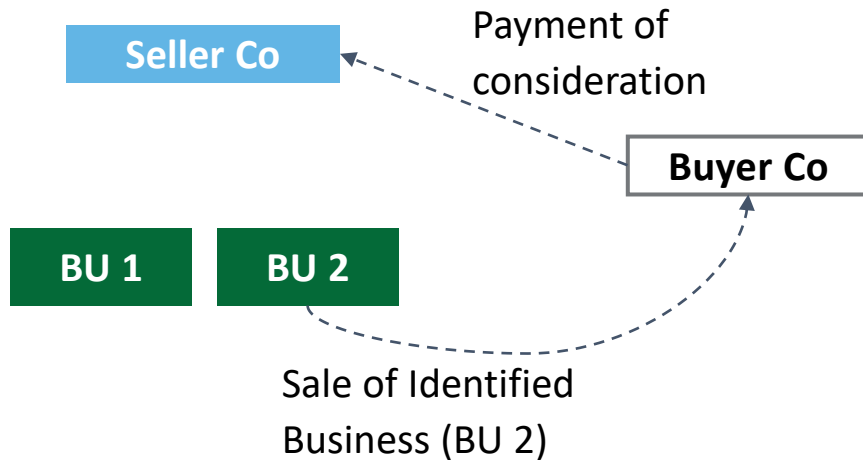 Seller Co
Payment of
consideration
Buyer Co
BU 1
BU 2
Sale of Identified
Business (BU 2)